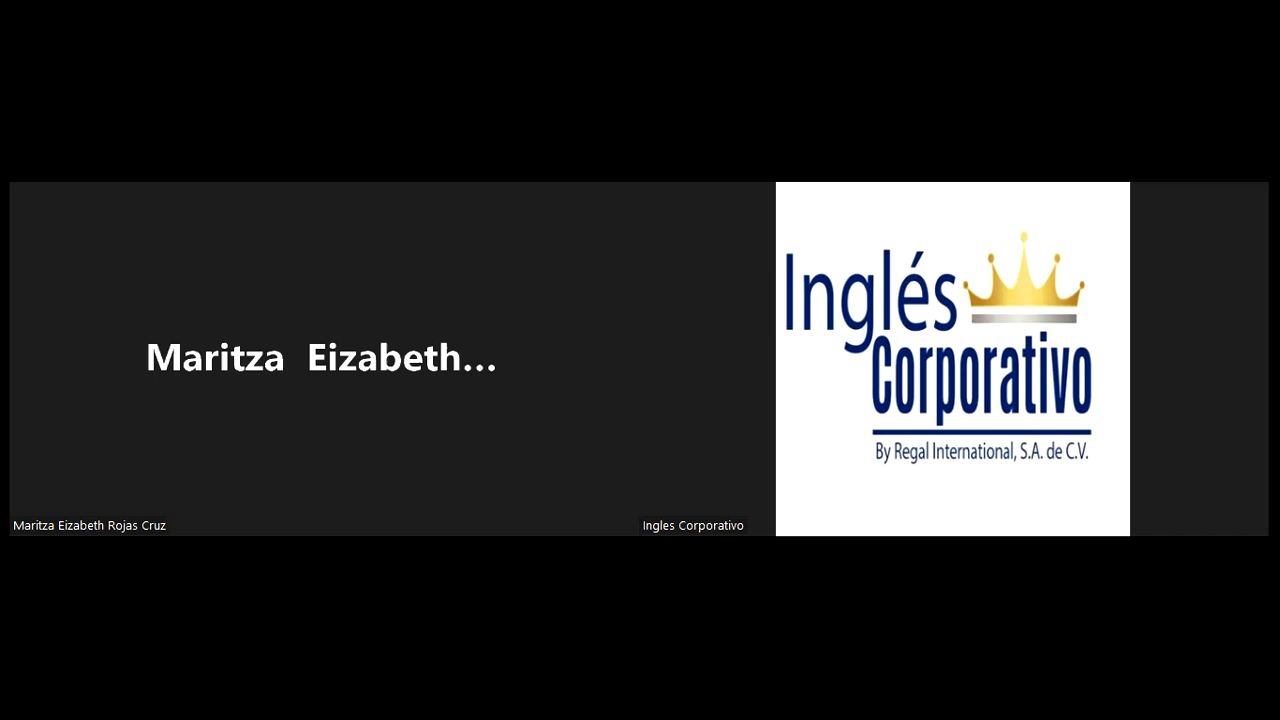 Maritza Eizabeth...
Maritza Eizabeth Rojas Cruz
Inglés
Corporativo
By Regal International, S.A. de C.V.
Ingles Corporativo